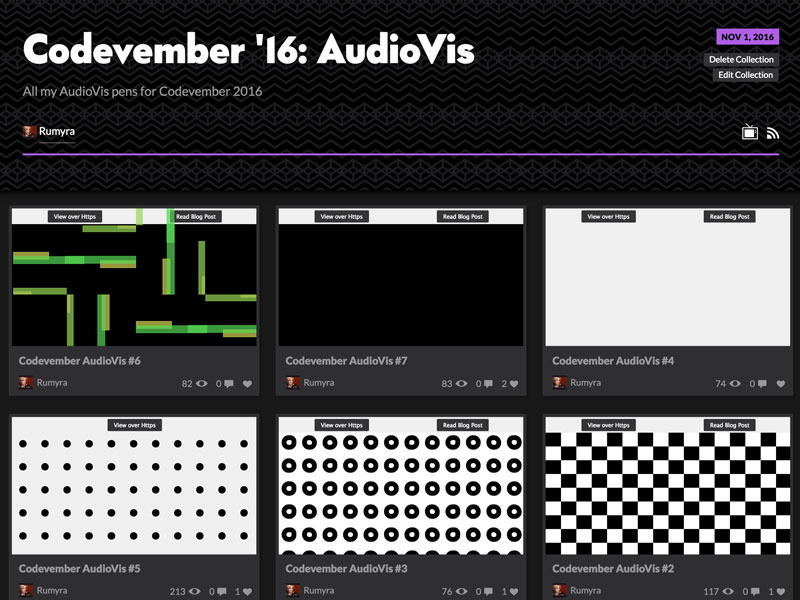 Codevember '16: AudioVis
NOV 1, 2016
Delete Collection
Edit Collection
All my AudioVis pens for Codevember 2016
Rumyra
View over Https
Read Blog Post
View over Https
Read Blog Post
View over Https
Read Blog Post
Codevember AudioVis #6
Codevember AudioVis #7
Codevember AudioVis #4
Rumyra 82 0
Rumyra 83 0 2
Rumyra 74 0
View over Https
View over Https
Read Blog Post
View over Https
Read Blog Post
Codevember AudioVis #5
Codevember AudioVis #3
Codevember AudioVis #2
Rumyra 213 0 1
Rumyra 76 0 1
Rumyra 117 0 1